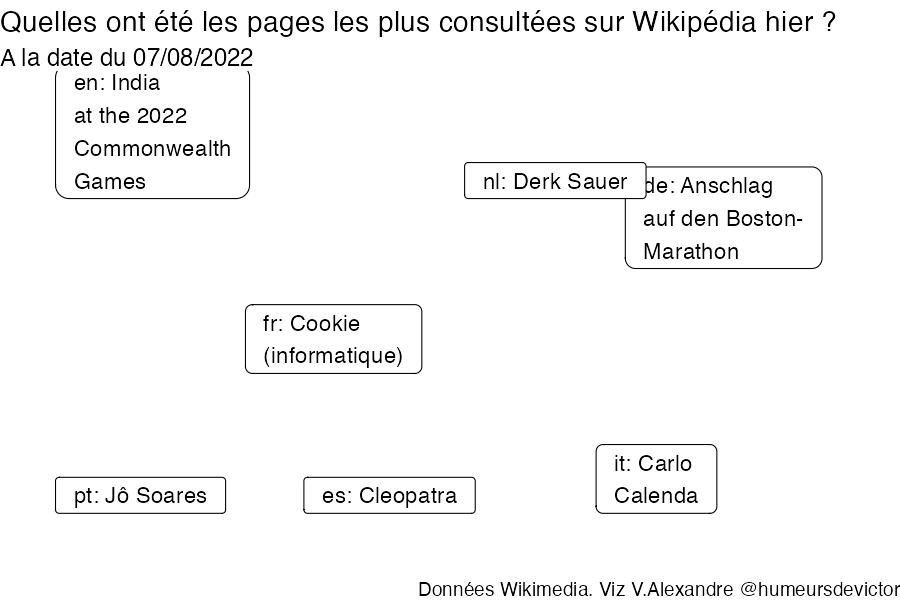 Quelles ont été les pages les plus consultées sur Wikipédia hier ?
A la date du 07/08/2022
en: India
at the 2022
Commonwealth
Games
nl: Derk Sauer
de: Anschlag
auf den Boston-
Marathon
fr: Cookie
(informatique)
it: Carlo
Calenda
pt: Jô Soares
es: Cleopatra
Données Wikimedia. Viz V.Alexandre @humeursdevictor